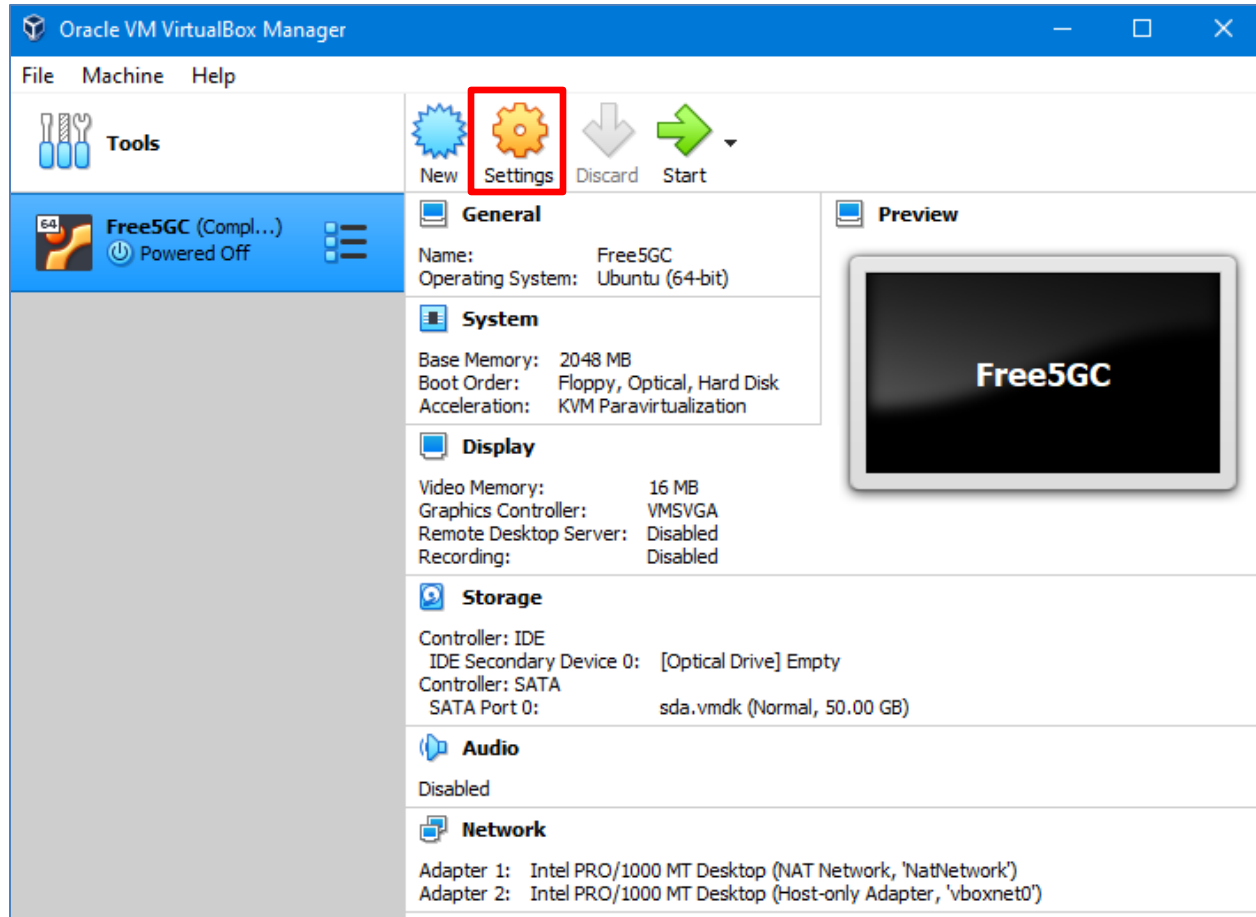 Oracle VM VirtualBox Manager
File Machine Help
Tools
New Settings Discard Start
64
Free5GC (Compl...)
Powered Off
General
Name: Free5GC
Operating System: Ubuntu (64-bit)
System
Base Memory: 2048 MB
Boot Order: Floppy, Optical, Hard Disk
Acceleration: KVM Paravirtualization
Preview
Free5GC
Display
Video Memory: 16 MB
Graphics Controller: VMSVGA
Remote Desktop Server: Disabled
Recording: Disabled
Storage
Controller: IDE
IDE Secondary Device 0: [Optical Drive] Empty
Controller: SATA
SATA Port 0: sda.vmdk (Normal, 50.00 GB)
Audio
Disabled
Network
Adapter 1: Intel PRO/1000 MT Desktop (NAT Network, 'NatNetwork')
Adapter 2: Intel PRO/1000 MT Desktop (Host-only Adapter, 'vboxnet0')